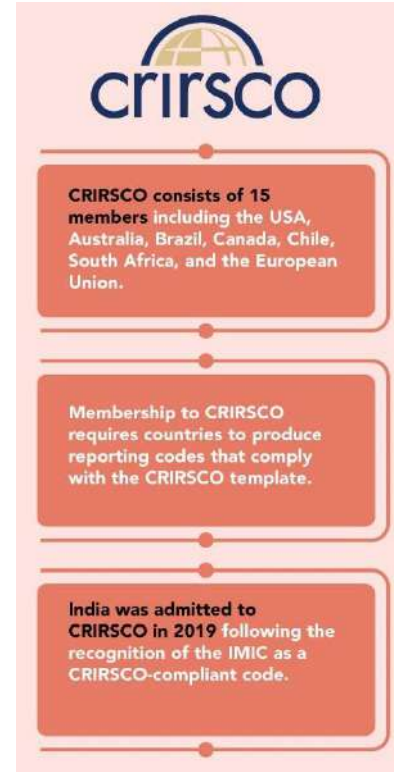 crirsco
CRIRSCO consists of 15
members including the USA,
Australia, Brazil, Canada, Chile,
South Africa, and the European
Union.
Membership to CRIRSCO
requires countries to produce
reporting codes that comply
with the CRIRSCO template.
India was admitted to
CRIRSCO in 2019 following the
recognition of the IMIC as a
CRIRSCO-compliant code.